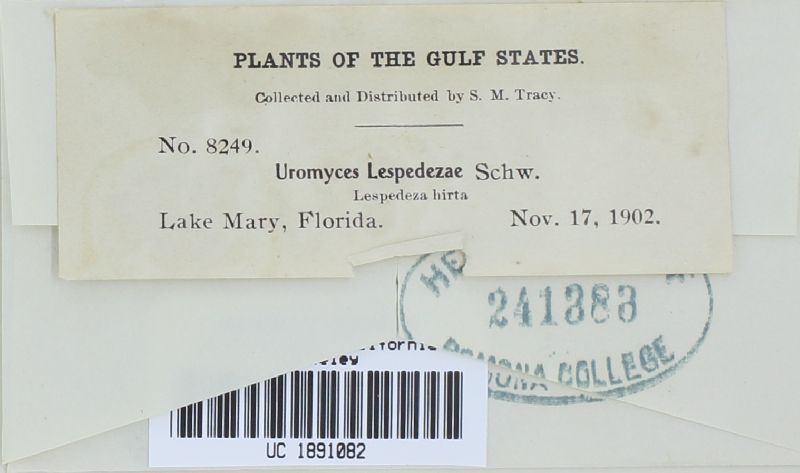 PLANTS OF THE GULF STATES.
Collected and Distributed by S. M. Tracy.
No. 8249.
Uromyces Lespedezae Schw.
Lespedeza hirta
Lake Mary, Florida. Nov. 17, 1902.
241383
POMONA COLLEGE
UC 1891082